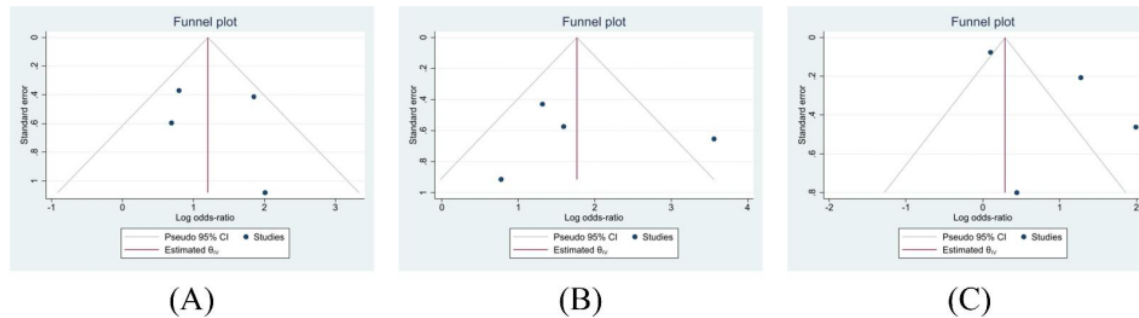 Funnel plot
0
.2
.4
.6
.8
1
Standard error
-1 0 1 2 3
Log odds-ratio
Pseudo 95% CI Studies
Estimated θIV
(A)
Funnel plot
0
.2
.4
.6
.8
1
Standard error
0 1 2 3 4
Log odds-ratio
Pseudo 95% CI Studies
Estimated θIV
(B)
Funnel plot
0
.2
.4
.6
.8
Standard error
-2 -1 0 1 2
Log odds-ratio
Pseudo 95% CI Studies
Estimated θIV
(C)